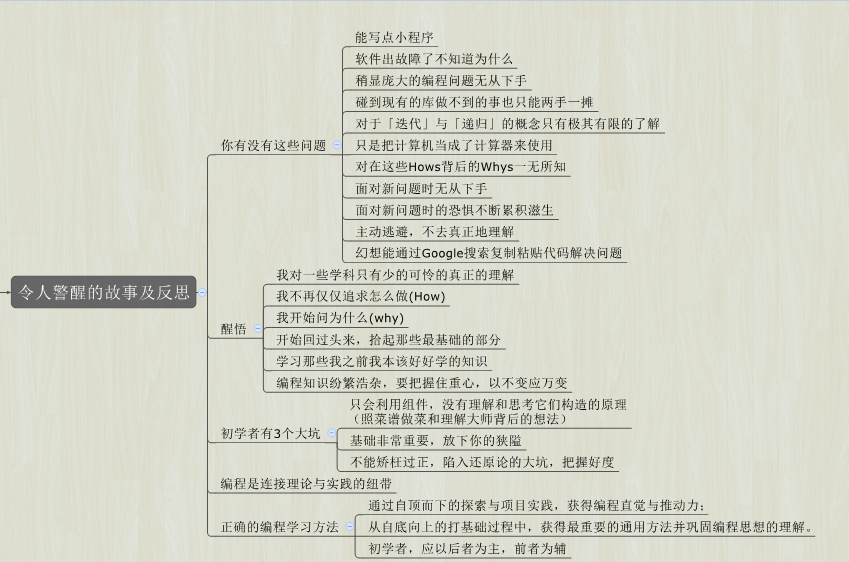 令人警醒的故事及反思
你有没有这些问题
能写点小程序
软件出故障了不知道为什么
稍显庞大的编程问题无从下手
碰到现有的库做不到的事也只能两手一摊
对于「迭代」与「递归」的概念只有极其有限的了解
只是把计算机当成了计算器来使用
对在这些Hows背后的Whys一无所知
面对新问题时无从下手
面对新问题时的恐惧不断累积滋生
主动逃避，不去真正地理解
幻想能通过Google搜索复制粘贴代码解决问题
醒悟
我对一些学科只有少的可怜的真正的理解
我不再仅仅追求怎么做(How)
我开始问为什么(why)
开始回过头来，拾起那些最基础的部分
学习那些我之前我本该好好学的知识
编程知识纷繁浩杂，要把握住重心，以不变应万变
初学者有3个大坑
只会利用组件，没有理解和思考它们构造的原理
（照菜谱做菜和理解大师背后的想法）
基础非常重要，放下你的狭隘
不能矫枉过正，陷入还原论的大坑，把握好度
编程是连接理论与实践的纽带
正确的编程学习方法
通过自顶而下的探索与项目实践，获得编程直觉与推动力；
从自底向上的打基础过程中，获得最重要的通用方法并巩固编程思想的理解。
初学者，应以后者为主，前者为辅